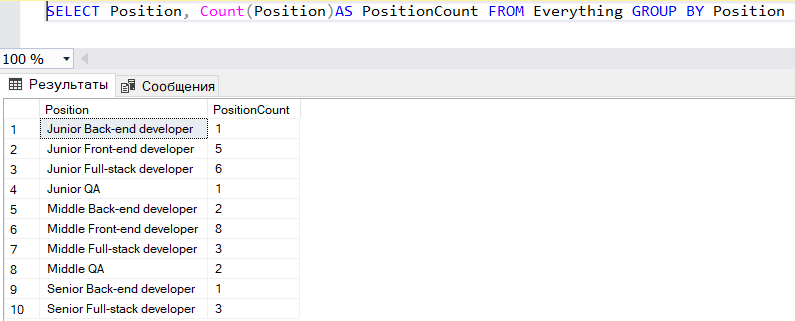 SELECT Position, Count(Position)AS PositionCount FROM Everything GROUP BY Position
100 %
Результаты Сообщения
Position PositionCount
1 Junior Back-end developer 1
2 Junior Front-end developer 5
3 Junior Full-stack developer 6
4 Junior QA 1
5 Middle Back-end developer 2
6 Middle Front-end developer 8
7 Middle Full-stack developer 3
8 Middle QA 2
9 Senior Back-end developer 1
10 Senior Full-stack developer 3